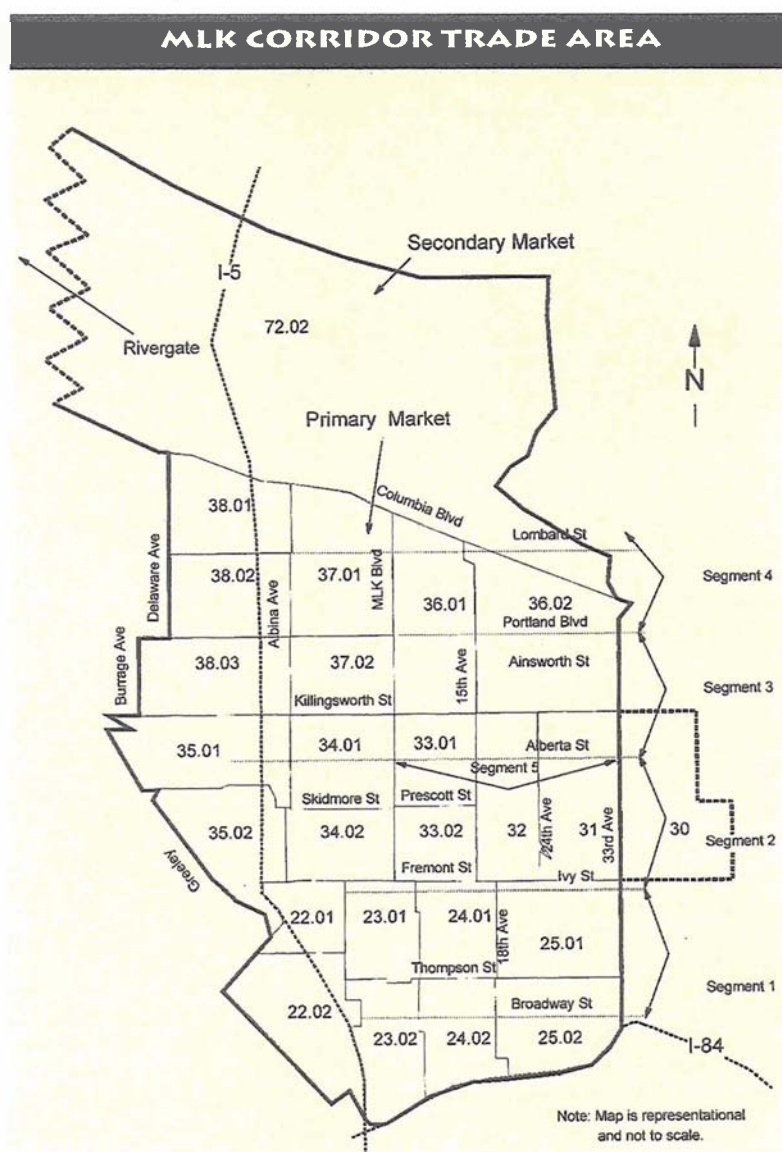 MLK CORRIDOR TRADE AREA
Secondary Market
I-5
72.02
Rivergate
N
Primary Market
Columbia Blvd
38.01
Lombard St
Delaware Ave
38.02
Albina Ave
37.01
MLK Blvd
36.01
36.02
Segment 4
Portland Blvd
Burrage Ave
38.03
37.02
15th Ave
Ainsworth St
Segment 3
Killingsworth St
35.01
34.01
33.01
Alberta St
Segment 5
Skidmore St
Prescott St
35.02
34.02
33.02
32
24th Ave
31
33rd Ave
30
Segment 2
Greeley
Fremont St
Ivy St
22.01
23.01
24.01
18th Ave
25.01
Thompson St
Segment 1
22.02
Broadway St
23.02
24.02
25.02
I-84
Note: Map is representational
and not to scale.